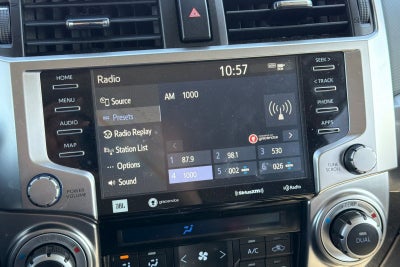 HOME
MENU
AUDIO
MAP
POWER
VOLUME
JBL
Radio
10:57
Source
Presets
Radio Replay
Station List
Options
Sound
AM 1000
gracenote
1 87.9
2 98.1
3 530
4 1000
5 002
6 026
SiriusXM
HD Radio
gracenote
SEEK >
< TRACK
PHONE
APPS
TUNE
SCROLL
A/C
DUAL